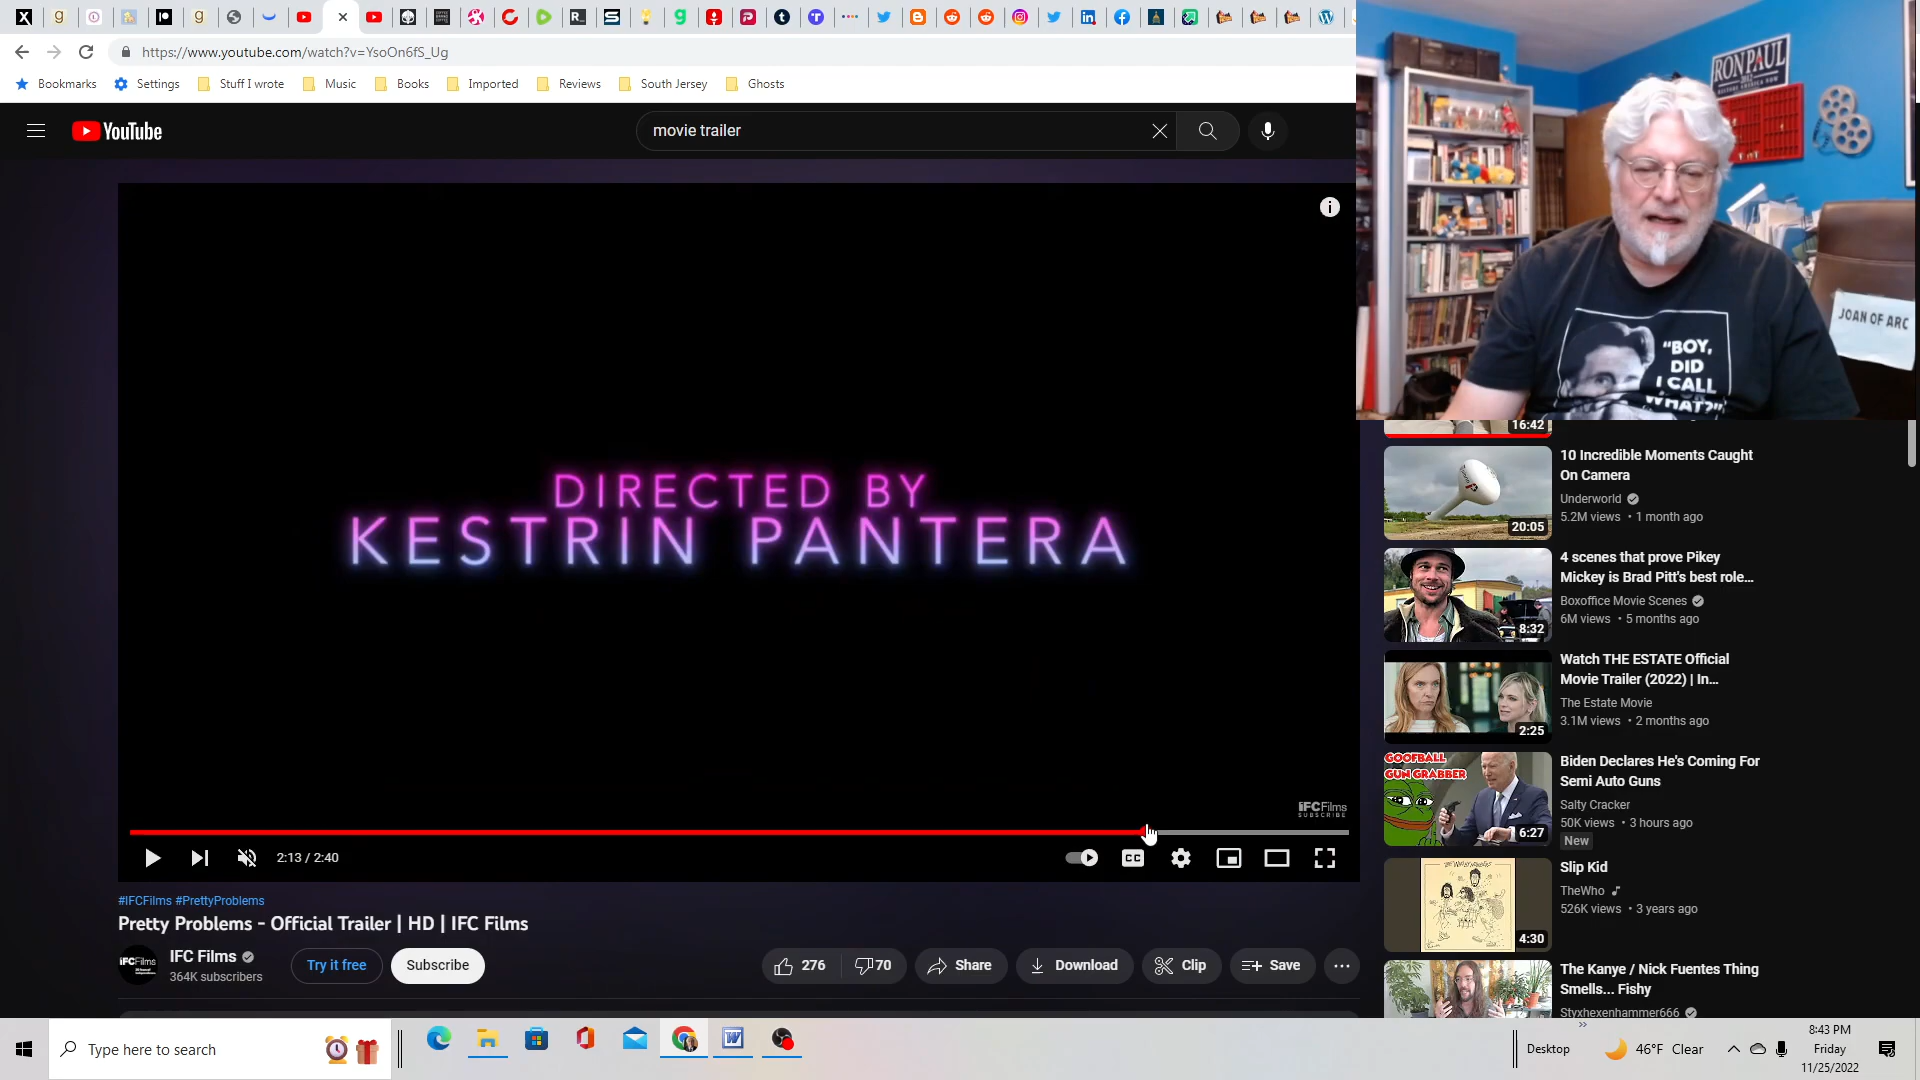 https://www.youtube.com/watch?v=YsoOn6fS_Ug
Bookmarks
Settings
Stuff I wrote
Music
Books
Imported
Reviews
South Jersey
Ghosts
YouTube
movie trailer
DIRECTED BY
KESTRIN PANTERA
IFC Films
SUBSCRIBE
2:13 / 2:40
CC
#IFCFilms #PrettyProblems
Pretty Problems - Official Trailer | HD | IFC Films
IFC Films
364K subscribers
Try it free
Subscribe
276
70
Share
Download
Clip
Save
RON PAUL
2012
JOAN OF ARC
"BOY,
DID
I CALL
WHAT?"
16:42
10 Incredible Moments Caught
On Camera
Underworld
5.2M views • 1 month ago
20:05
4 scenes that prove Pikey
Mickey is Brad Pitt's best role...
Boxoffice Movie Scenes
6M views • 5 months ago
8:32
Watch THE ESTATE Official
Movie Trailer (2022) | In...
The Estate Movie
3.1M views • 2 months ago
2:25
GOOFBALL
GUN GRABBER
Biden Declares He's Coming For
Semi Auto Guns
Salty Cracker
50K views • 3 hours ago
New
6:27
Slip Kid
TheWho
526K views • 3 years ago
4:30
The Kanye / Nick Fuentes Thing
Smells... Fishy
Styxhexenhammer666
Type here to search
Desktop
46°F Clear
8:43 PM
Friday
11/25/2022